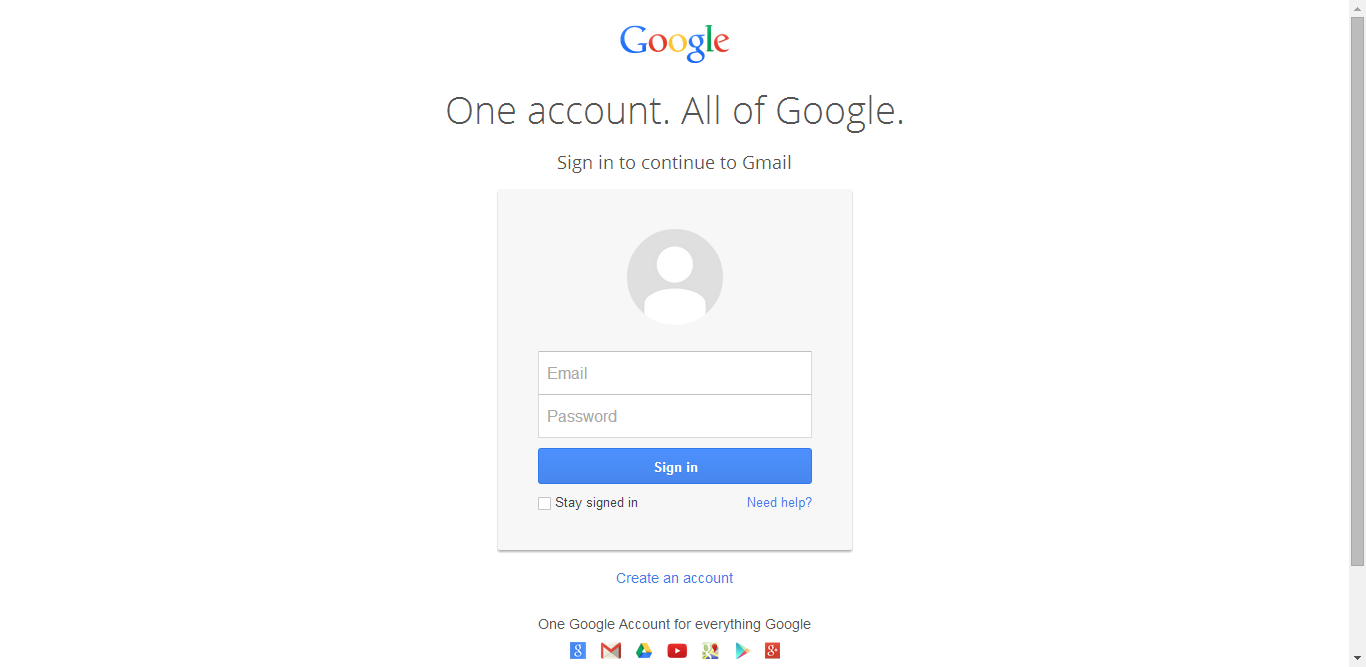 Google
One account. All of Google.
Sign in to continue to Gmail
Email
Password
Sign in
Stay signed in Need help?
Create an account
One Google Account for everything Google